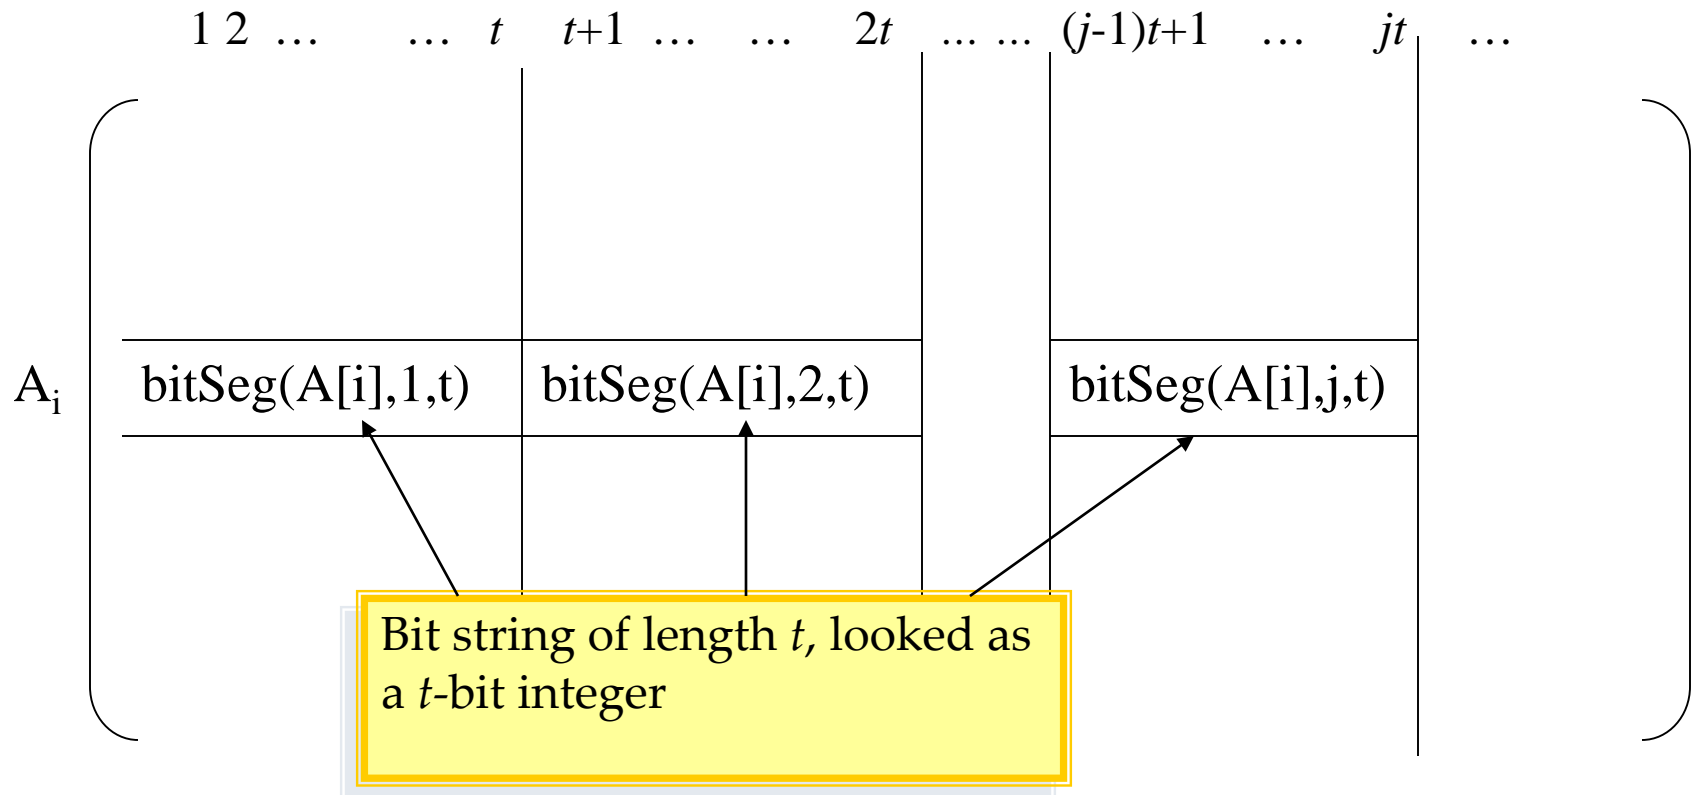 1 2 … … t t+1 … … 2t ... ... (j-1)t+1 … jt …
A_i bitSeg(A[i],1,t) bitSeg(A[i],2,t) bitSeg(A[i],j,t)
Bit string of length t, looked as
a t-bit integer